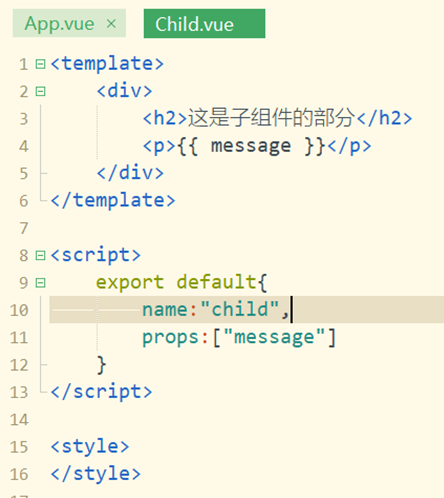 App.vue × Child.vue
1 <template>
2 <div>
3 <h2>这是子组件的部分</h2>
4 <p>{{ message }}</p>
5 </div>
6 </template>
7
8 <script>
9 export default{
10 name:"child",
11 props:["message"]
12 }
13 </script>
14
15 <style>
16 </style>